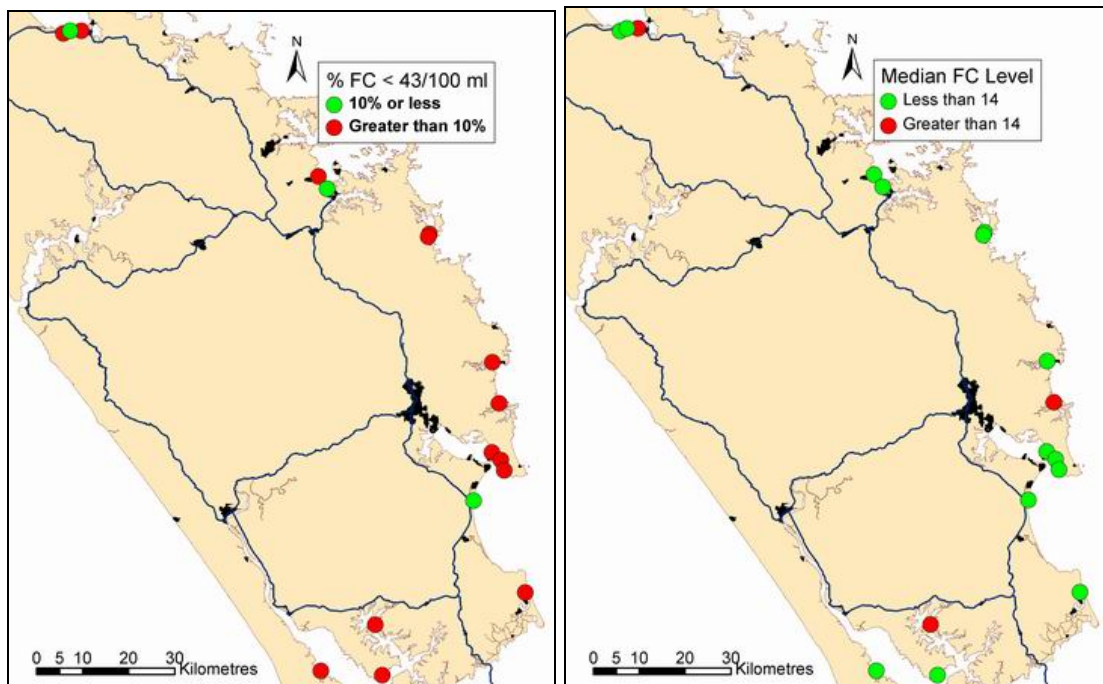 N
% FC < 43/100 ml
10% or less
Greater than 10%
0 5 10 20 30
Kilometres
N
Median FC Level
Less than 14
Greater than 14
0 5 10 20 30
Kilometres